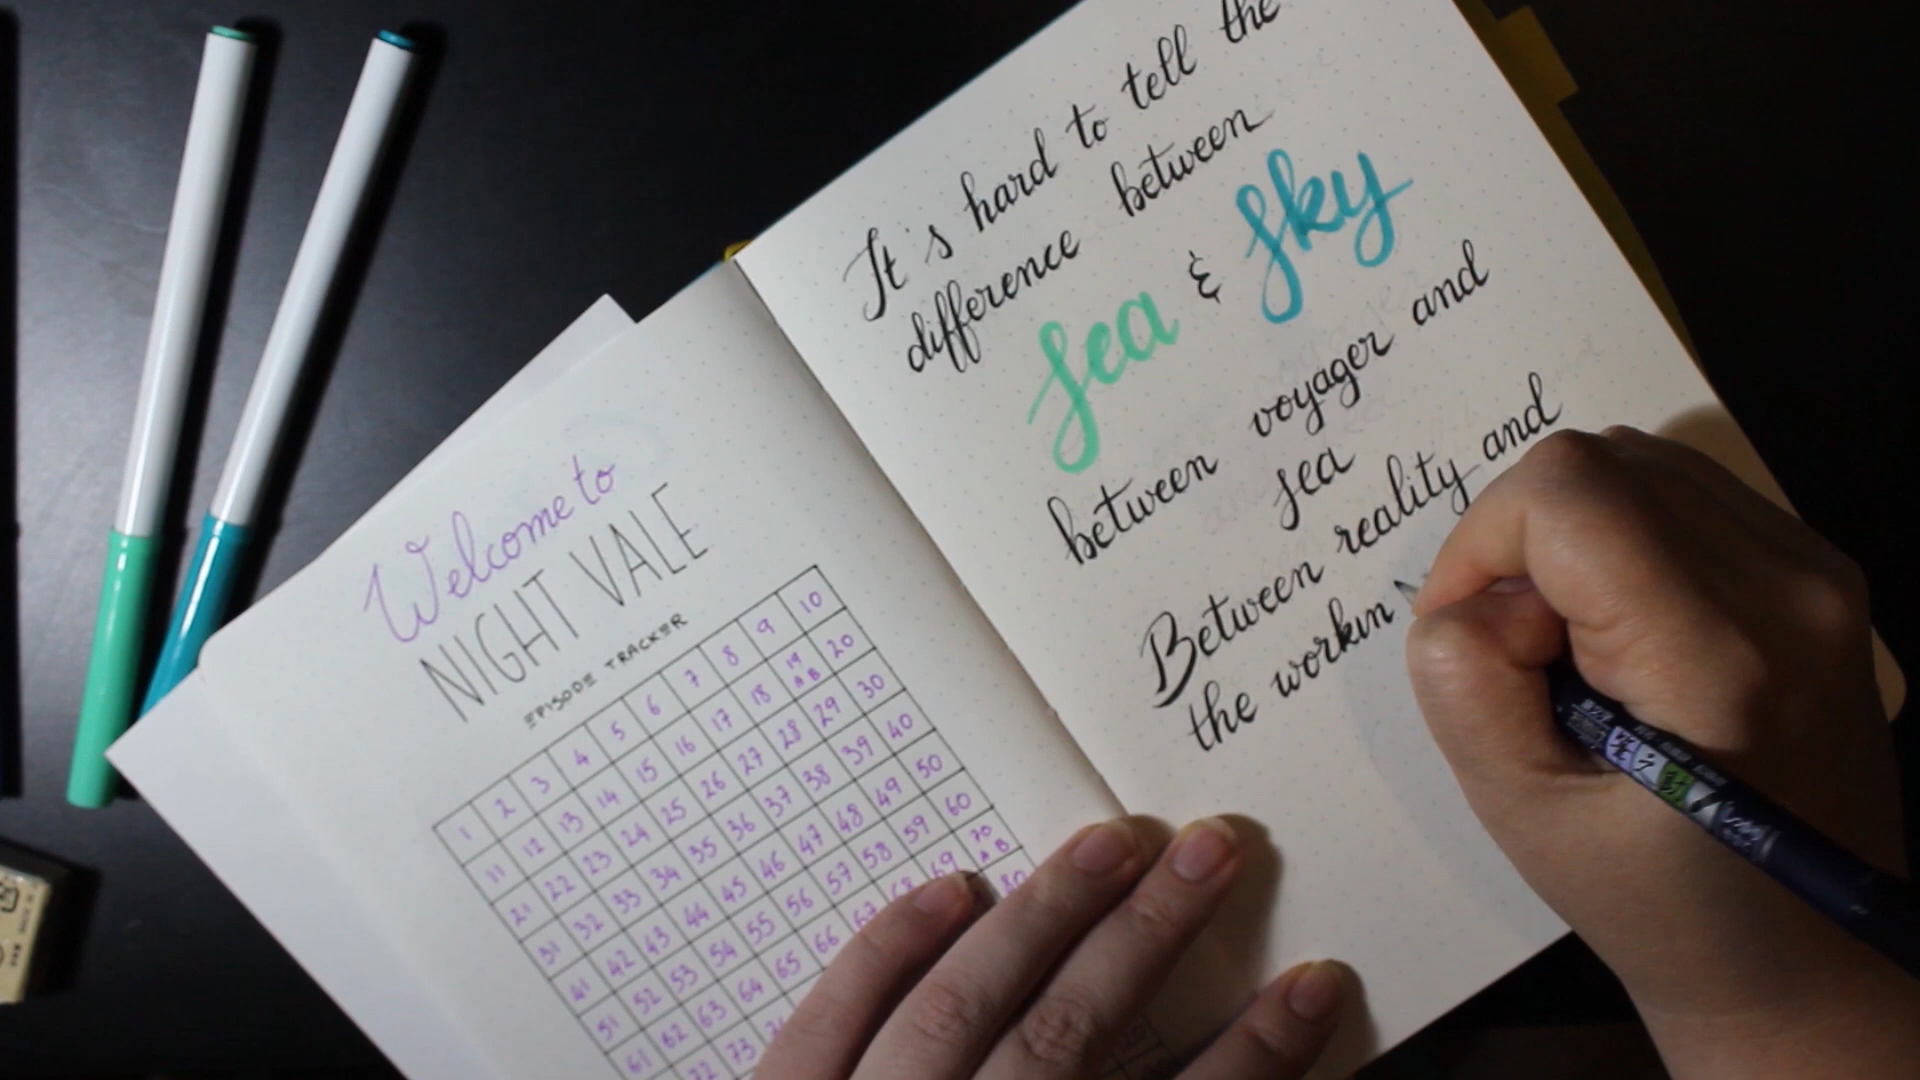 Welcome to
NIGHT VALE
EPISODE TRACKER
1 2 3 4 5 6 7 8 9 10
11 12 13 14 15 16 17 18 19 A B 20
21 22 23 24 25 26 27 28 29 30
31 32 33 34 35 36 37 38 39 40
41 42 43 44 45 46 47 48 49 50
51 52 53 54 55 56 57 58 59 60
61 62 63 64 65 66 67 68 69 70 A B
72 73 80
It's hard to tell the
difference between
sea & sky
between voyager and
sea
Between reality and
the workin